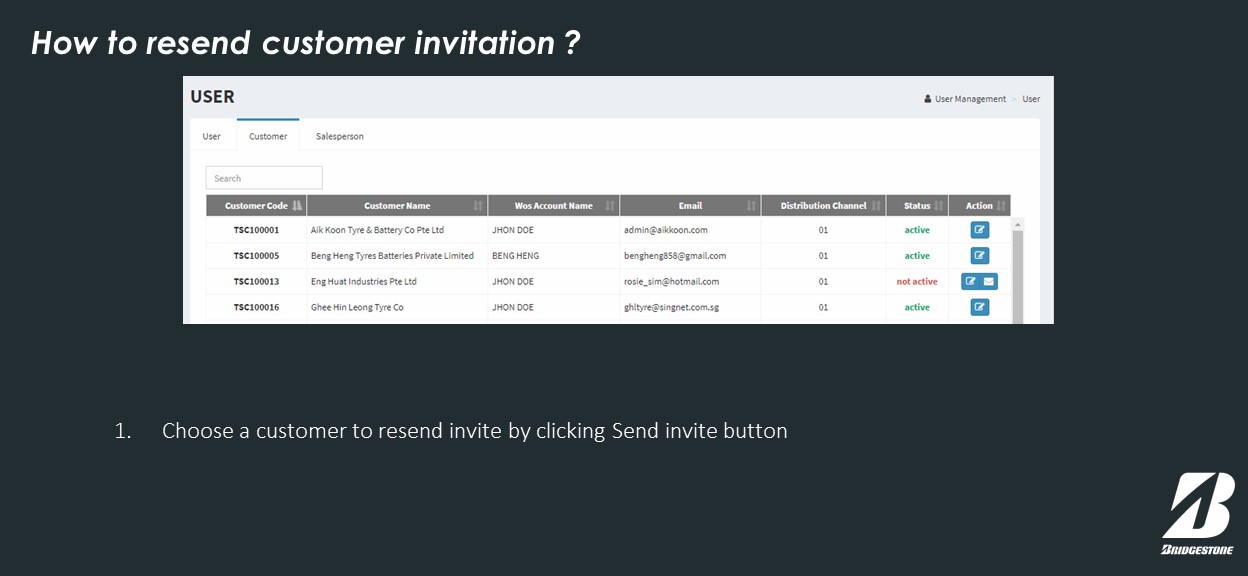 How to resend customer invitation ?
USER
User Management > User
User Customer Salesperson
Search
Customer Code Customer Name Wos Account Name Email Distribution Channel Status Action
TSC100001 Aik Koon Tyre & Battery Co Pte Ltd JHON DOE admin@aikkoon.com 01 active
TSC100005 Beng Heng Tyres Batteries Private Limited BENG HENG bengheng858@gmail.com 01 active
TSC100013 Eng Huat Industries Pte Ltd JHON DOE rosie_sim@hotmail.com 01 not active
TSC100016 Ghee Hin Leong Tyre Co JHON DOE ghltyre@singnet.com.sg 01 active
1. Choose a customer to resend invite by clicking Send invite button
BRIDGESTONE